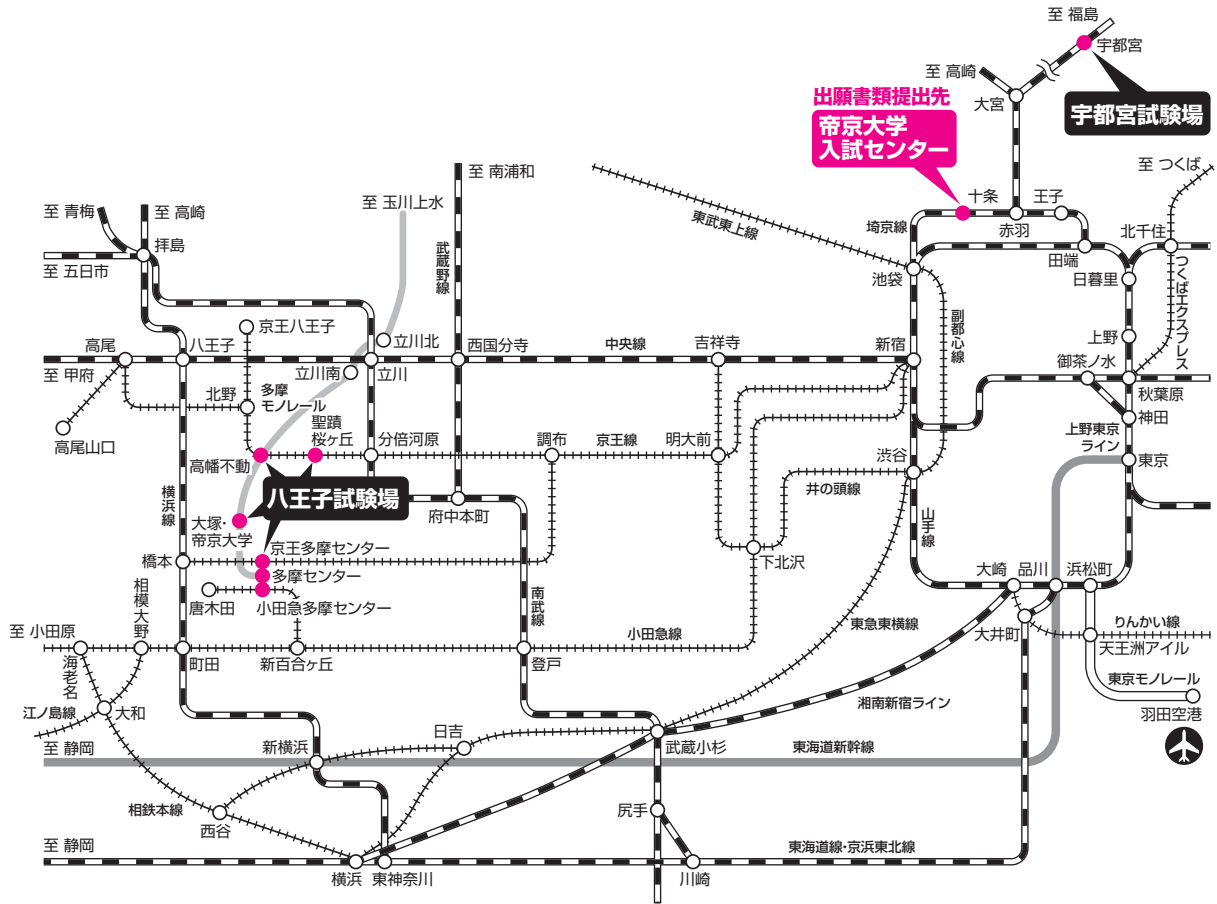 至 福島
宇都宮
至 高崎
大宮
宇都宮試験場
出願書類提出先
帝京大学
入試センター
至 つくば
至 南浦和
東武東上線
十条
王子
赤羽
埼京線
北千住
至 青梅
至 高崎
至 玉川上水
武蔵野線
拝島
至 五日市
池袋
田端
日暮里
つくばエクスプレス
副都心線
京王八王子
立川北
上野
高尾
八王子
西国分寺
中央線
吉祥寺
新宿
御茶ノ水
至 甲府
立川南
立川
秋葉原
北野
多摩
モノレール
神田
高尾山口
聖蹟
桜ヶ丘
分倍河原
調布
京王線
明大前
上野東京
ライン
高幡不動
渋谷
東京
八王子試験場
井の頭線
横浜線
府中本町
山手線
大塚・
帝京大学
京王多摩センター
橋本
多摩センター
下北沢
唐木田
小田急多摩センター
大崎
品川
浜松町
相模大野
南武線
りんかい線
至 小田原
小田急線
東急東横線
大井町
天王洲アイル
海老名
町田
新百合ヶ丘
登戸
東京モノレール
羽田空港
江ノ島線
大和
湘南新宿ライン
日吉
至 静岡
新横浜
武蔵小杉
東海道新幹線
相鉄本線
西谷
尻手
至 静岡
東海道線・京浜東北線
横浜
東神奈川
川崎